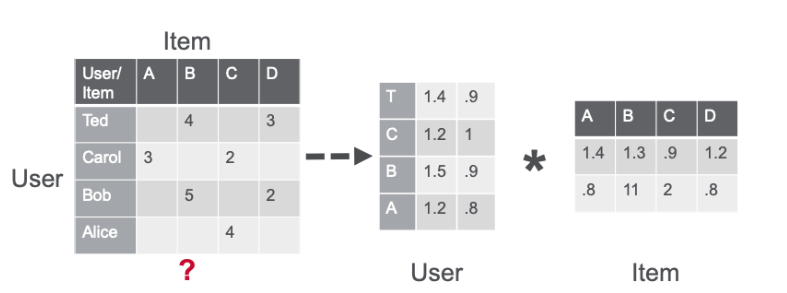 Item
User/ Item A B C D
Ted 4 3
Carol 3 2
Bob 5 2
Alice 4
?
User
T 1.4 .9
C 1.2 1
B 1.5 .9
A 1.2 .8
User
*
A B C D
1.4 1.3 .9 1.2
.8 11 2 .8
Item